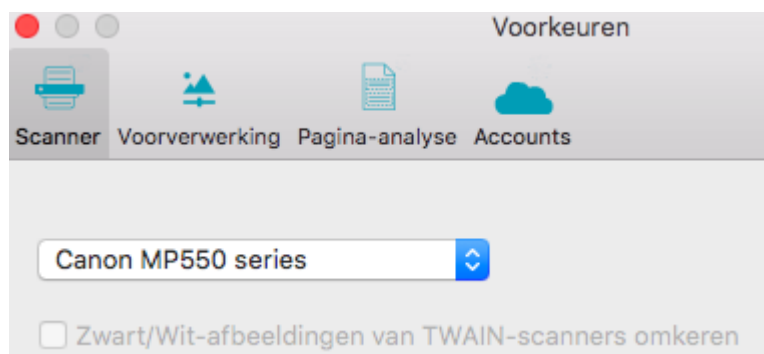 Voorkeuren
Scanner Voorverwerking Pagina-analyse Accounts
Canon MP550 series
Zwart/Wit-afbeeldingen van TWAIN-scanners omkeren